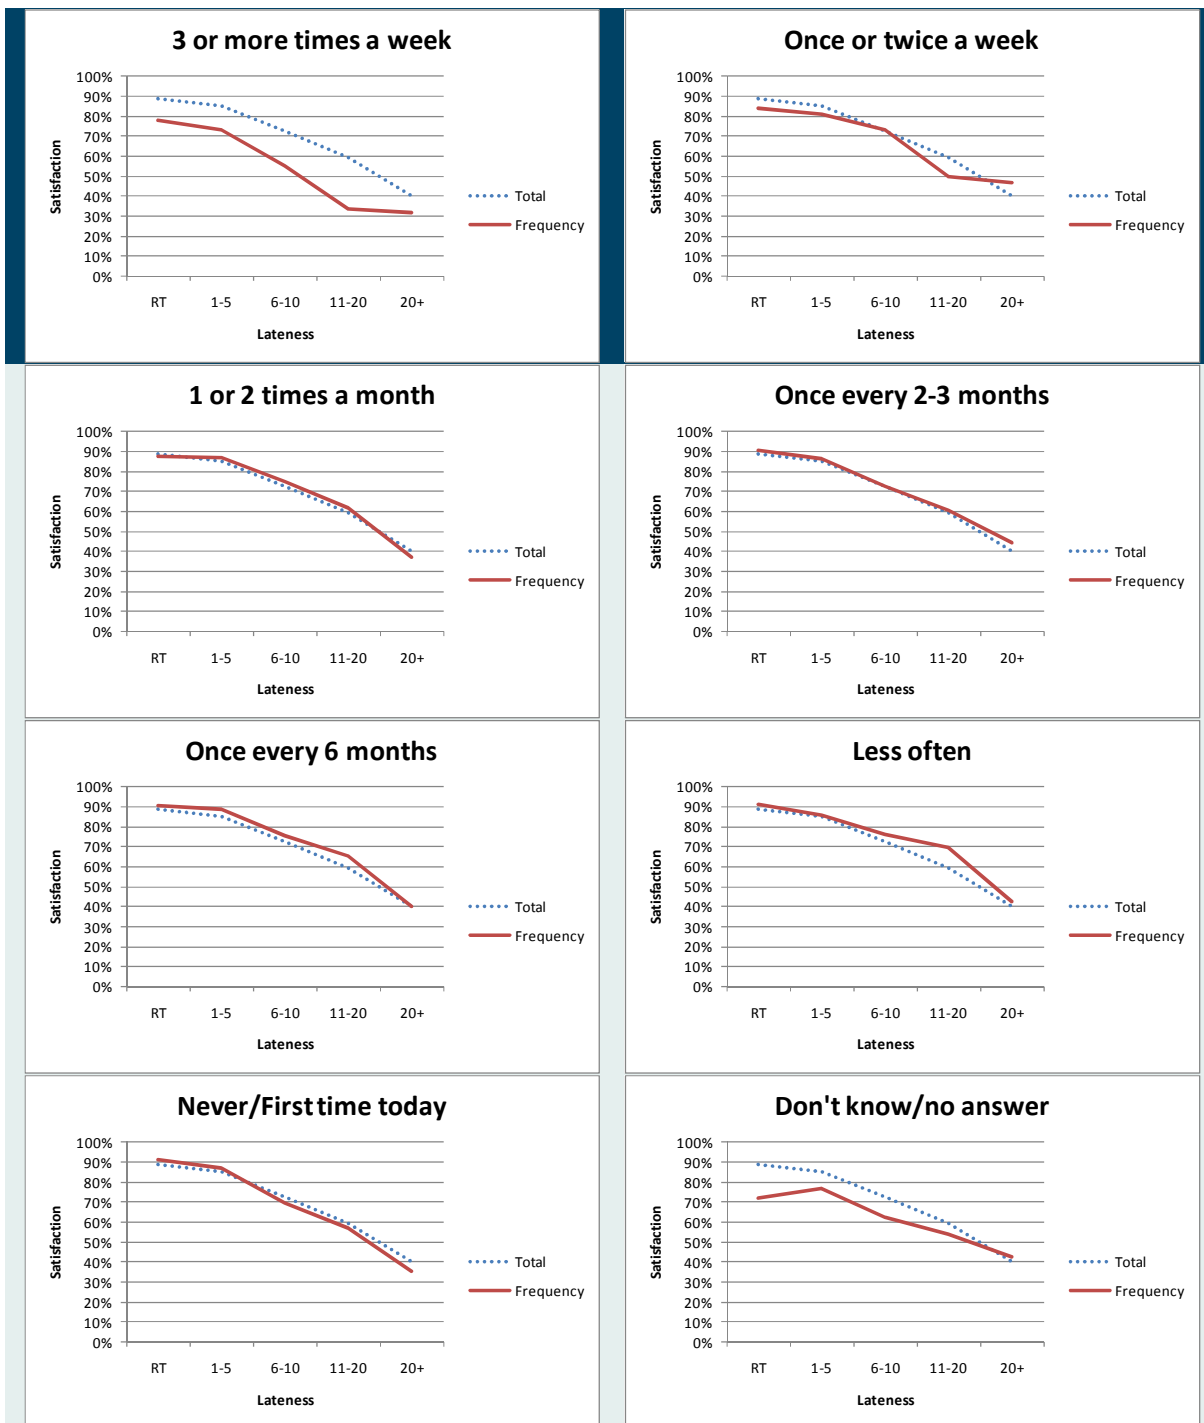 3 or more times a week
100%
90%
80%
70%
60%
50%
40%
30%
20%
10%
0%
Satisfaction
RT 1-5 6-10 11-20 20+
Lateness
Total
Frequency
Once or twice a week
100%
90%
80%
70%
60%
50%
40%
30%
20%
10%
0%
Satisfaction
RT 1-5 6-10 11-20 20+
Lateness
Total
Frequency
1 or 2 times a month
100%
90%
80%
70%
60%
50%
40%
30%
20%
10%
0%
Satisfaction
RT 1-5 6-10 11-20 20+
Lateness
Total
Frequency
Once every 2-3 months
100%
90%
80%
70%
60%
50%
40%
30%
20%
10%
0%
Satisfaction
RT 1-5 6-10 11-20 20+
Lateness
Total
Frequency
Once every 6 months
100%
90%
80%
70%
60%
50%
40%
30%
20%
10%
0%
Satisfaction
RT 1-5 6-10 11-20 20+
Lateness
Total
Frequency
Less often
100%
90%
80%
70%
60%
50%
40%
30%
20%
10%
0%
Satisfaction
RT 1-5 6-10 11-20 20+
Lateness
Total
Frequency
Never/First time today
100%
90%
80%
70%
60%
50%
40%
30%
20%
10%
0%
Satisfaction
RT 1-5 6-10 11-20 20+
Lateness
Total
Frequency
Don't know/no answer
100%
90%
80%
70%
60%
50%
40%
30%
20%
10%
0%
Satisfaction
RT 1-5 6-10 11-20 20+
Lateness
Total
Frequency